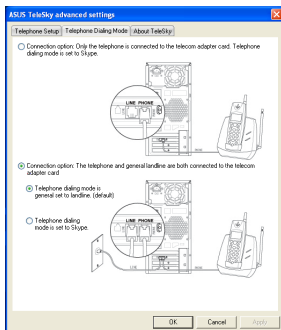 ASUS TeleSky advanced settings
Telephone Setup
Telephone Dialing Mode
About TeleSky
Connection option: Only the telephone is connected to the telecom adapter card. Telephone
dialing mode is set to Skype.
LINE PHONE
Connection option: The telephone and general landline are both connected to the telecom
adapter card
Telephone dialing mode is
general set to landline. (default)
Telephone dialing
mode is set to Skype.
LINE PHONE
LINE
OK
Cancel
Apply